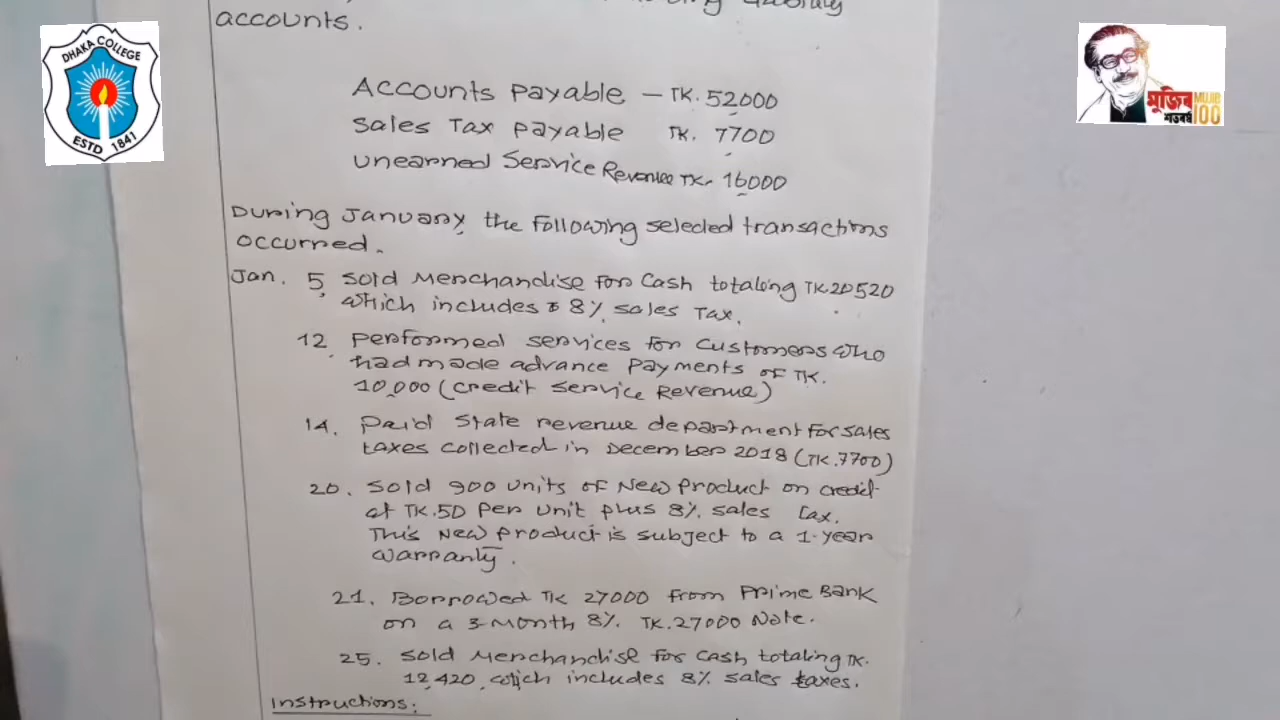 accounts.
DHAKA COLLEGE
ESTD 1841
মুজিব
শতবর্ষ
MUJIB
100
Accounts Payable — TK. 52000
Sales Tax payable TK. 7700
unearned Service Revenue TK. 16000
During January, the following selected transactions
occurred.
Jan. 5 Sold Merchandise for Cash totaling TK 20520
which includes 8% sales Tax.
12 Performed services for Customers who
had made advance payments of TK.
10,000 (credit service Revenue)
14. Paid State revenue department for sales
taxes collected in December 2018 (TK.7700)
20. Sold 900 units of New product on credit
at TK.50 Per unit plus 8% sales tax.
This New product is subject to a 1-year
warranty.
21. Borrowed TK 27000 from Prime Bank
on a 3-Month 8% TK.27000 Note.
25. Sold Merchandise for Cash totaling TK.
12,420, which includes 8% sales taxes.
Instructions: